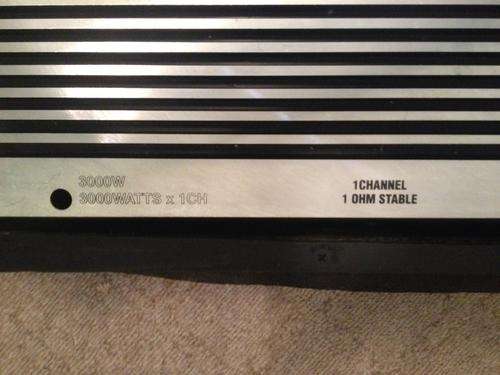 3000W
3000WATTS x 1CH
1CHANNEL
1 OHM STABLE